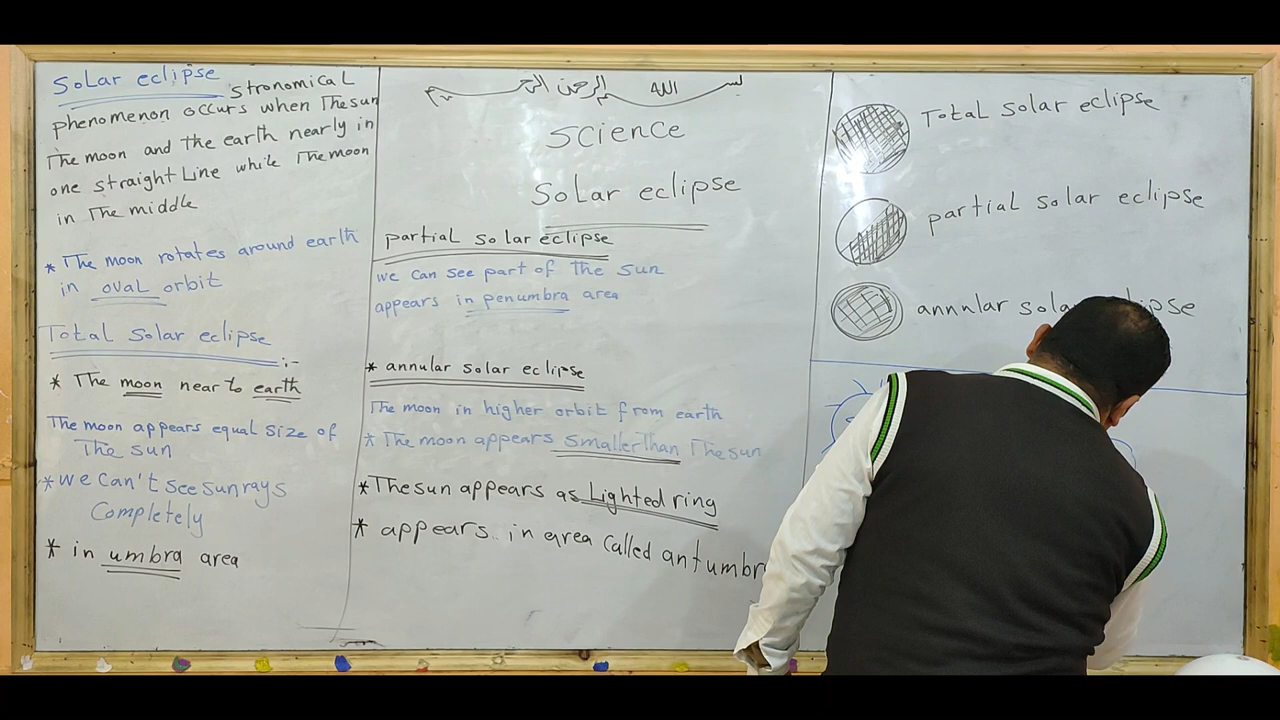 Solar eclipse stronomical
phenomenon occurs when The sun
The moon and the earth nearly in
one straight Line while The moon
in The middle
* The moon rotates around earth
in oval orbit
Total Solar eclipse :-
* The moon near to earth
The moon appears equal size of
The sun
* we can't see sun rays
Completely
* in umbra area
بسم الله الرحمن الرحيم
Science
Solar eclipse
partial solar eclipse
we can see part of the sun
appears in penumbra area
* annular solar eclipse
The moon in higher orbit from earth
* The moon appears smaller Than The sun
* The sun appears as Lighted ring
* appears in area called antumbr
Total solar eclipse
partial solar eclipse
annular solar eclipse